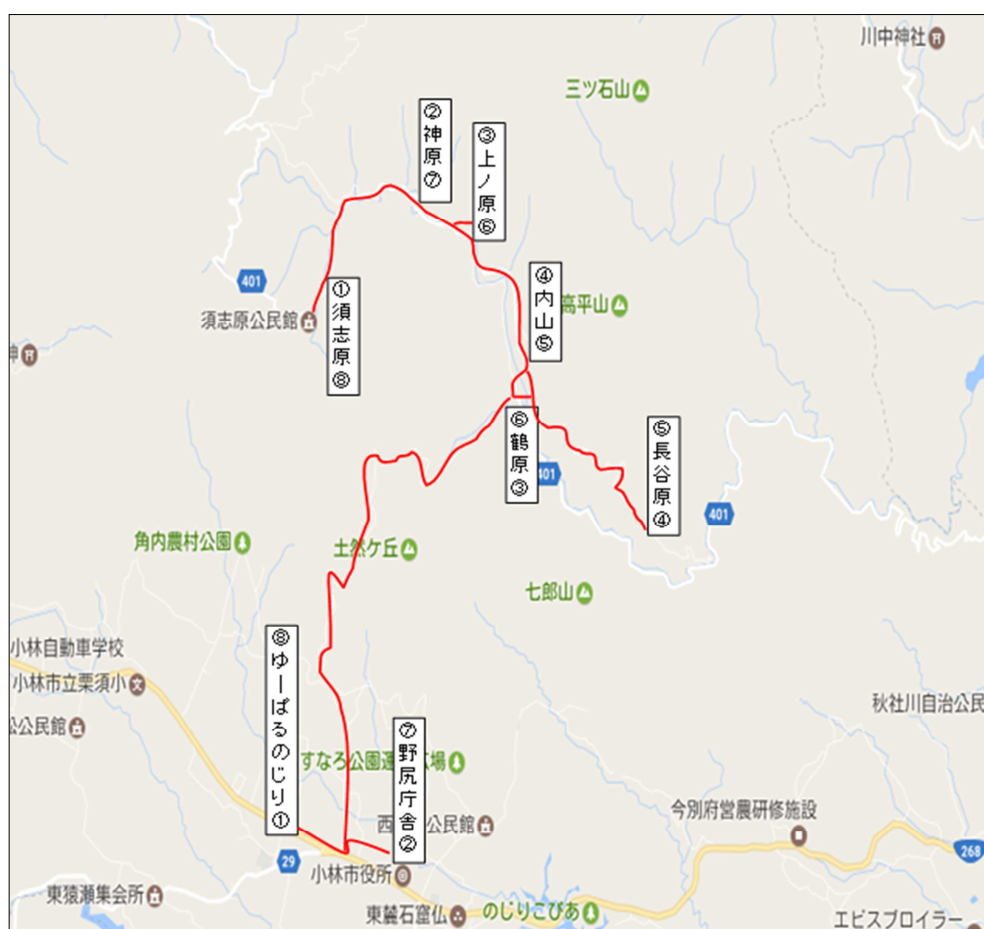 川中神社
三ツ石山
②神原⑦
③上ノ原⑥
401
①須志原⑧
須志原公民館
④内山⑤
高平山
神
⑥鶴原③
401
⑤長谷原④
401
角内農村公園
土然ケ丘
七郎山
小林自動車学校
小林市立栗須小
⑧ゆーぱるのじり①
秋社川自治公民
公民館
⑦野尻庁舎②
すなろ公園運
広場
西
公民館
今別府営農研修施設
29
小林市役所
268
東猿瀬集会所
東麓石窟仏
のじりこぴあ
エビスブロイラー